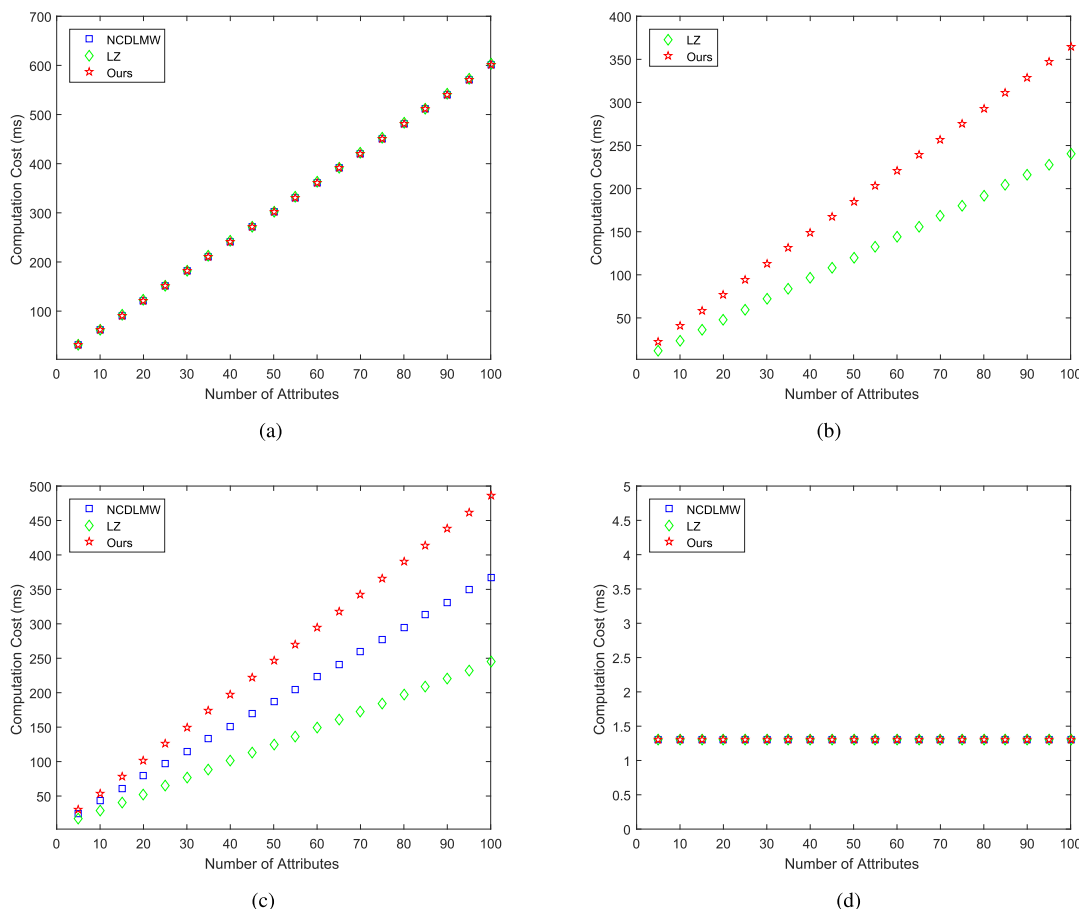 700
600
500
400
300
200
100
0 10 20 30 40 50 60 70 80 90 100
Computation Cost (ms)
Number of Attributes
NCDLMW
LZ
Ours
(a)
400
350
300
250
200
150
100
50
0 10 20 30 40 50 60 70 80 90 100
Computation Cost (ms)
Number of Attributes
LZ
Ours
(b)
500
450
400
350
300
250
200
150
100
50
0 10 20 30 40 50 60 70 80 90 100
Computation Cost (ms)
Number of Attributes
NCDLMW
LZ
Ours
(c)
5
4.5
4
3.5
3
2.5
2
1.5
1
0.5
0
0 10 20 30 40 50 60 70 80 90 100
Computation Cost (ms)
Number of Attributes
NCDLMW
LZ
Ours
(d)